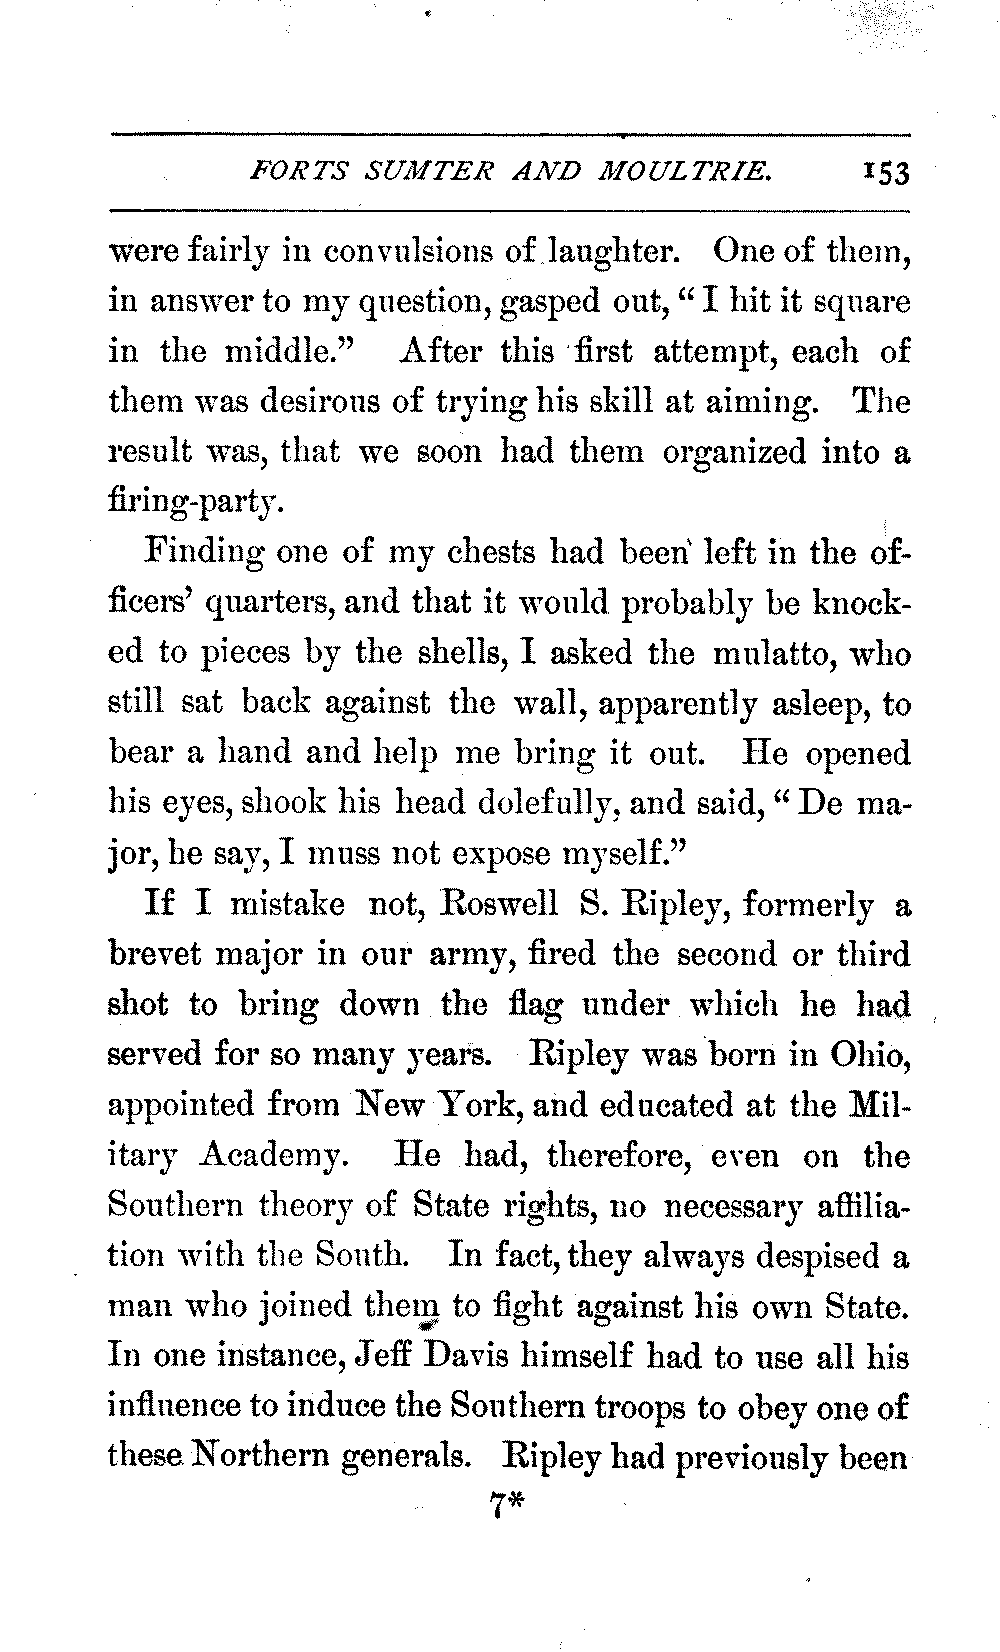 FORTS SUMTER AND MOULTRIE. 153
were fairly in convulsions of laughter. One of them,
in answer to my question, gasped out, “I hit it square
in the middle.” After this first attempt, each of
them was desirous of trying his skill at aiming. The
result was, that we soon had them organized into a
firing-party.
Finding one of my chests had been left in the of-
ficers’ quarters, and that it would probably be knock-
ed to pieces by the shells, I asked the mulatto, who
still sat back against the wall, apparently asleep, to
bear a hand and help me bring it out. He opened
his eyes, shook his head dolefully, and said, “De ma-
jor, he say, I muss not expose myself.”
If I mistake not, Roswell S. Ripley, formerly a
brevet major in our army, fired the second or third
shot to bring down the flag under which he had
served for so many years. Ripley was born in Ohio,
appointed from New York, and educated at the Mil-
itary Academy. He had, therefore, even on the
Southern theory of State rights, no necessary affilia-
tion with the South. In fact, they always despised a
man who joined them to fight against his own State.
In one instance, Jeff Davis himself had to use all his
influence to induce the Southern troops to obey one of
these Northern generals. Ripley had previously been
7*